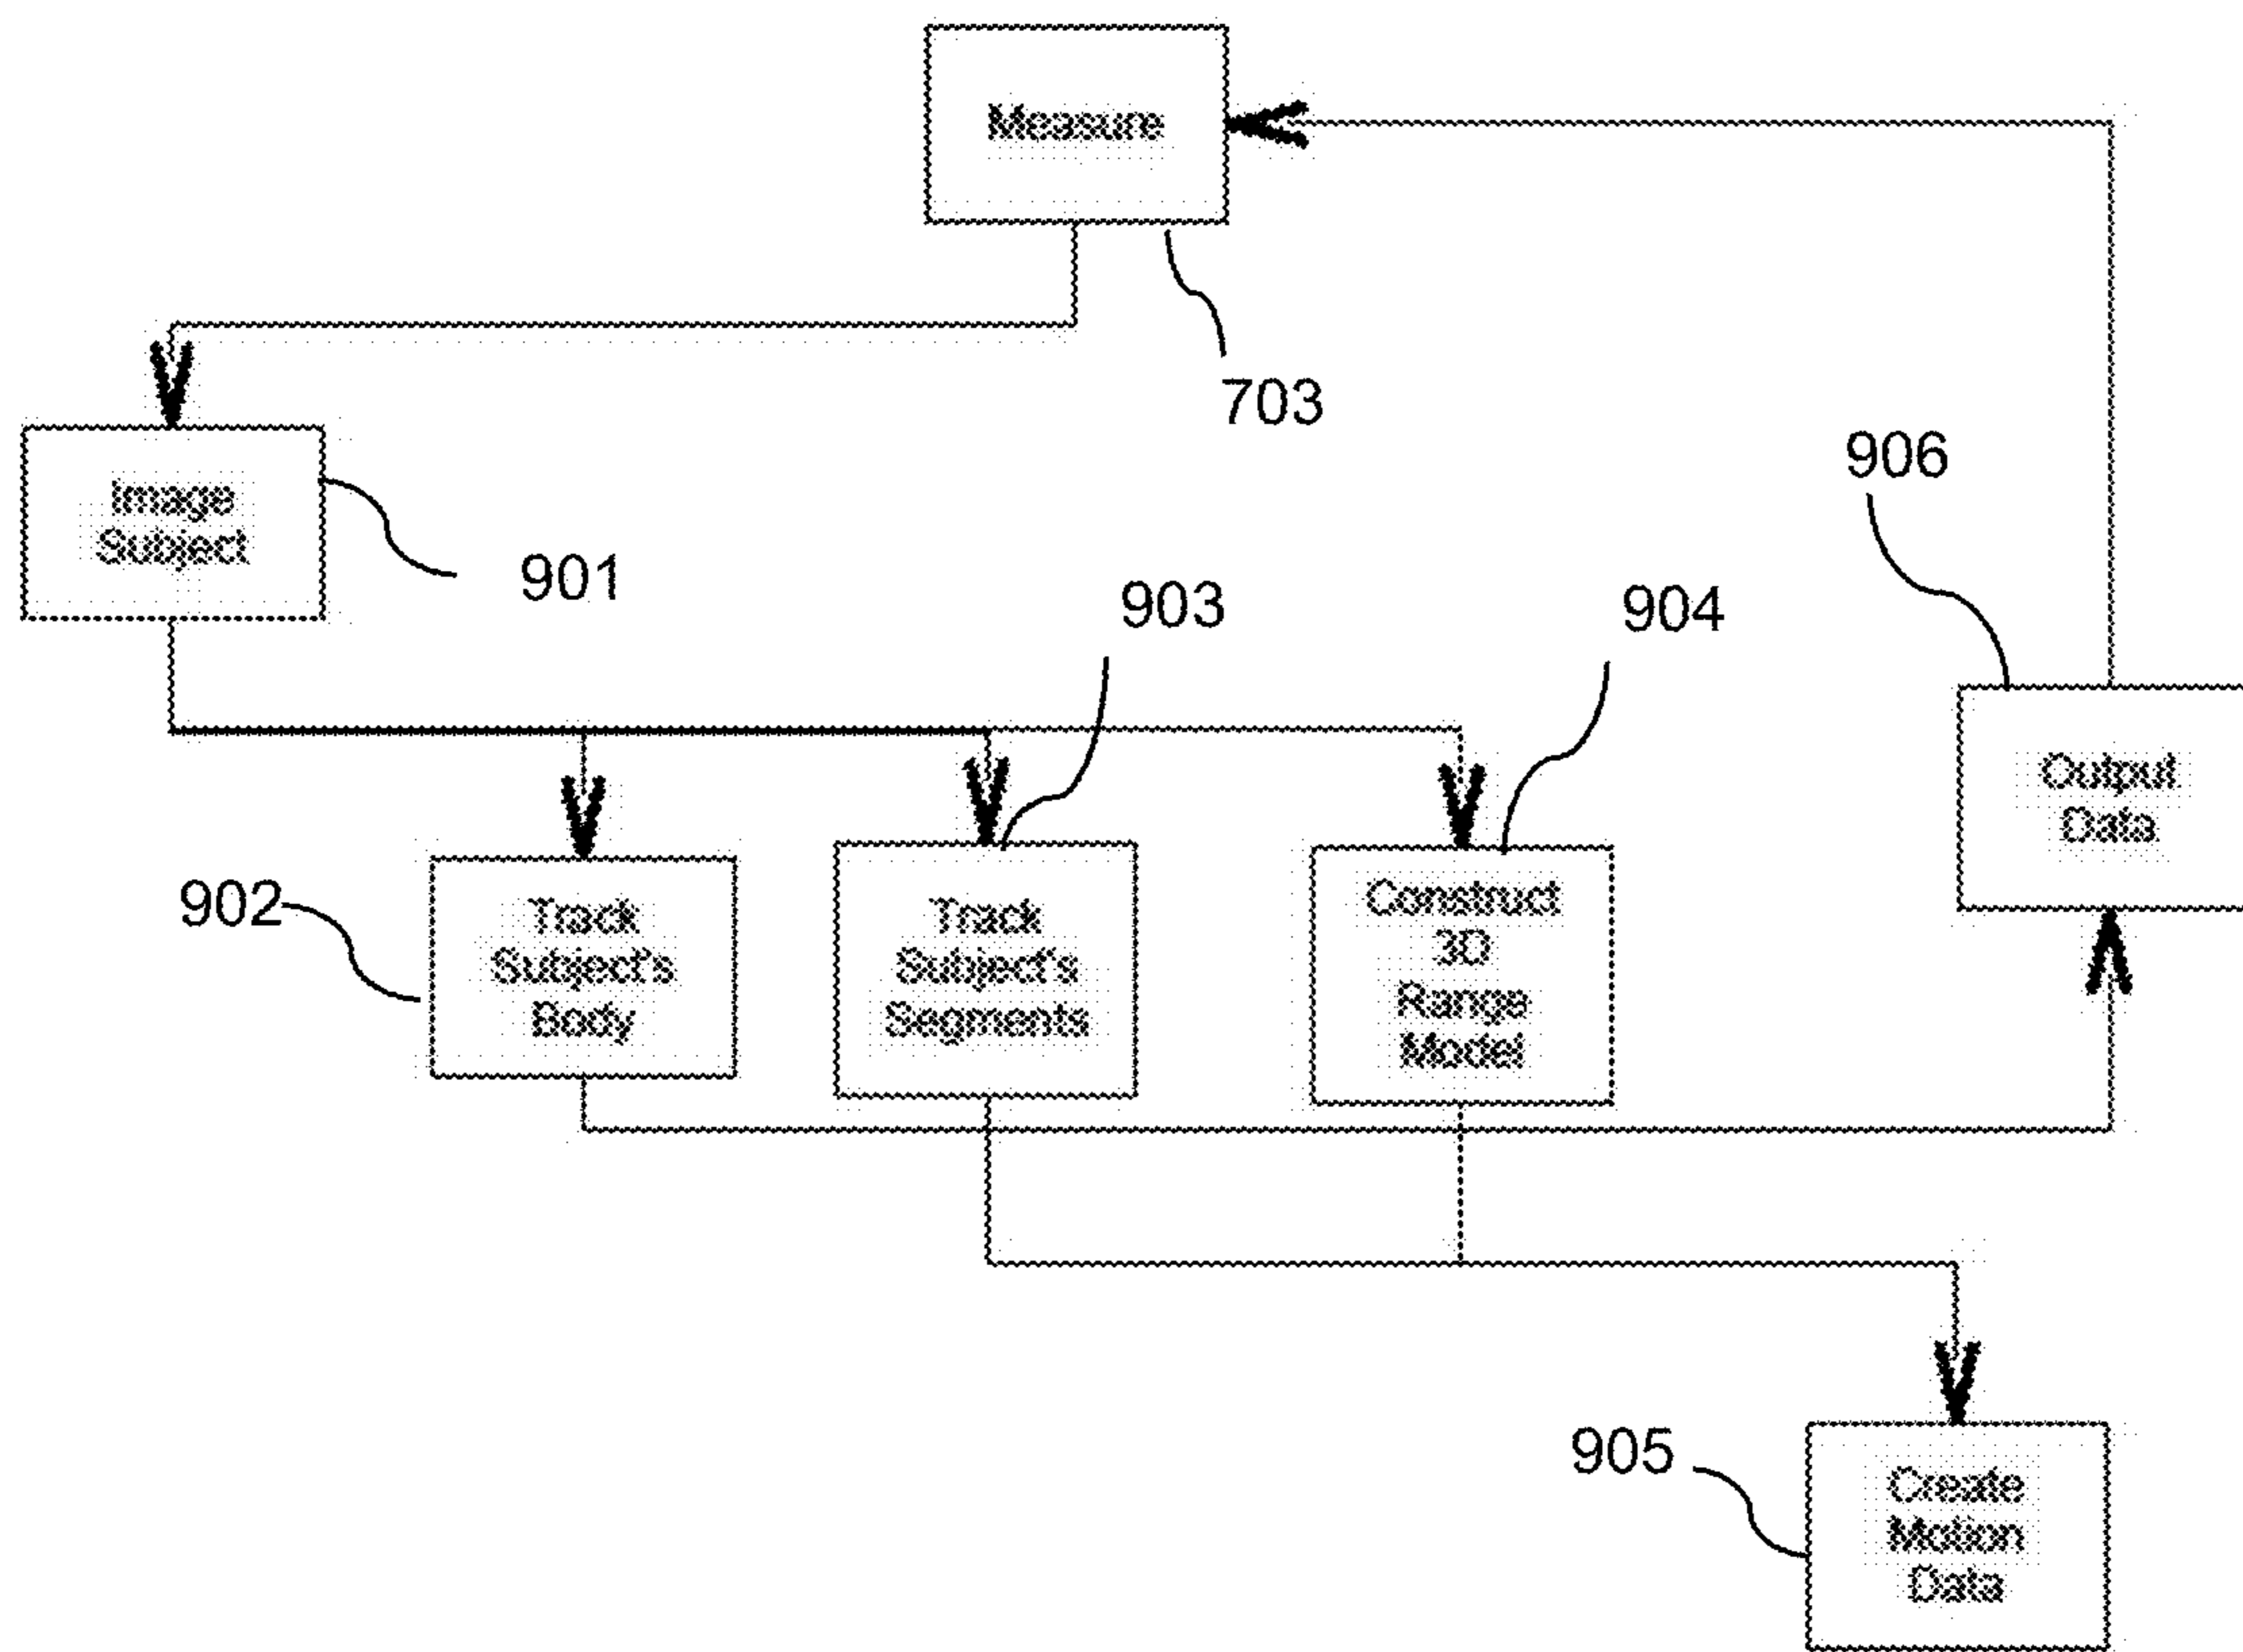 Measure
703
906
Image
Subject
901
903
904
Output
Data
902
Track
Subject's
Body
Track
Subject's
Segments
Construct
3D
Range
Model
905
Create
Motion
Data